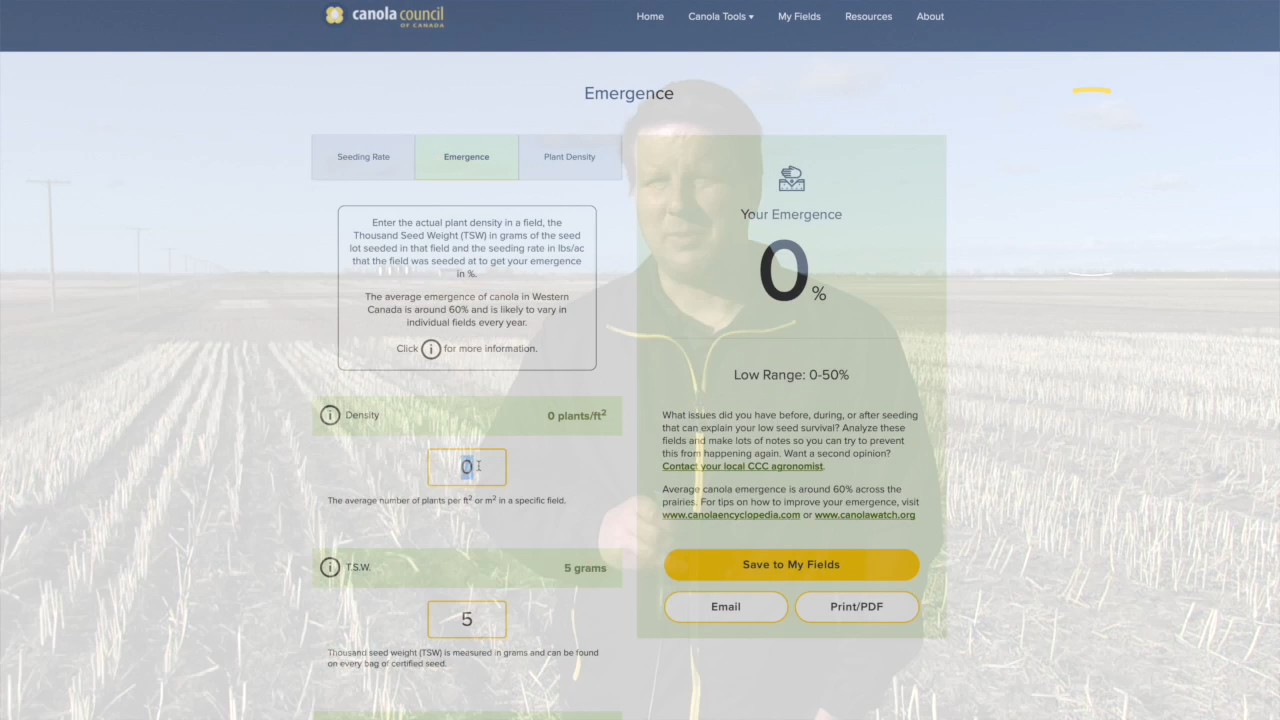 canola council
OF CANADA
Home
Canola Tools
My Fields
Resources
About
Emergence
Seeding Rate
Emergence
Plant Density
Enter the actual plant density in a field, the
Thousand Seed Weight (TSW) in grams of the seed
lot seeded in that field and the seeding rate in lbs/ac
that the field was seeded at to get your emergence
in %.
The average emergence of canola in Western
Canada is around 60% and is likely to vary in
individual fields every year.
Click i for more information.
i Density 0 plants/ft²
0
The average number of plants per ft² or m² in a specific field.
i T.S.W. 5 grams
5
Thousand seed weight (TSW) is measured in grams and can be found
on every bag of certified seed.
Your Emergence
0 %
Low Range: 0-50%
What issues did you have before, during, or after seeding
that can explain your low seed survival? Analyze these
fields and make lots of notes so you can try to prevent
this from happening again. Want a second opinion?
Contact your local CCC agronomist.
Average canola emergence is around 60% across the
prairies. For tips on how to improve your emergence, visit
www.canolaencyclopedia.com or www.canolawatch.org
Save to My Fields
Email
Print/PDF